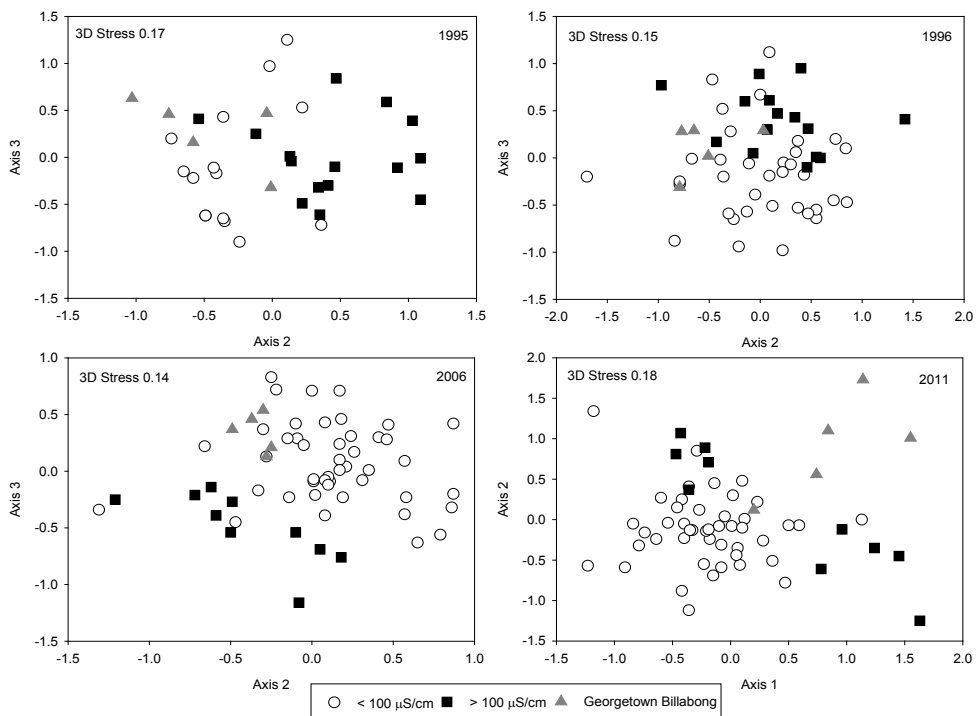 3D Stress 0.17
1995
1.5
1.0
0.5
0.0
-0.5
-1.0
-1.5
Axis 3
-1.5 -1.0 -0.5 0.0 0.5 1.0 1.5
Axis 2
3D Stress 0.15
1996
1.5
1.0
0.5
0.0
-0.5
-1.0
-1.5
Axis 3
-2.0 -1.5 -1.0 -0.5 0.0 0.5 1.0 1.5 2.0
Axis 2
3D Stress 0.14
2006
1.0
0.5
0.0
-0.5
-1.0
-1.5
Axis 3
-1.5 -1.0 -0.5 0.0 0.5 1.0
Axis 2
3D Stress 0.18
2011
2.0
1.5
1.0
0.5
0.0
-0.5
-1.0
-1.5
Axis 2
-1.5 -1.0 -0.5 0.0 0.5 1.0 1.5 2.0
Axis 1
< 100 μS/cm > 100 μS/cm Georgetown Billabong